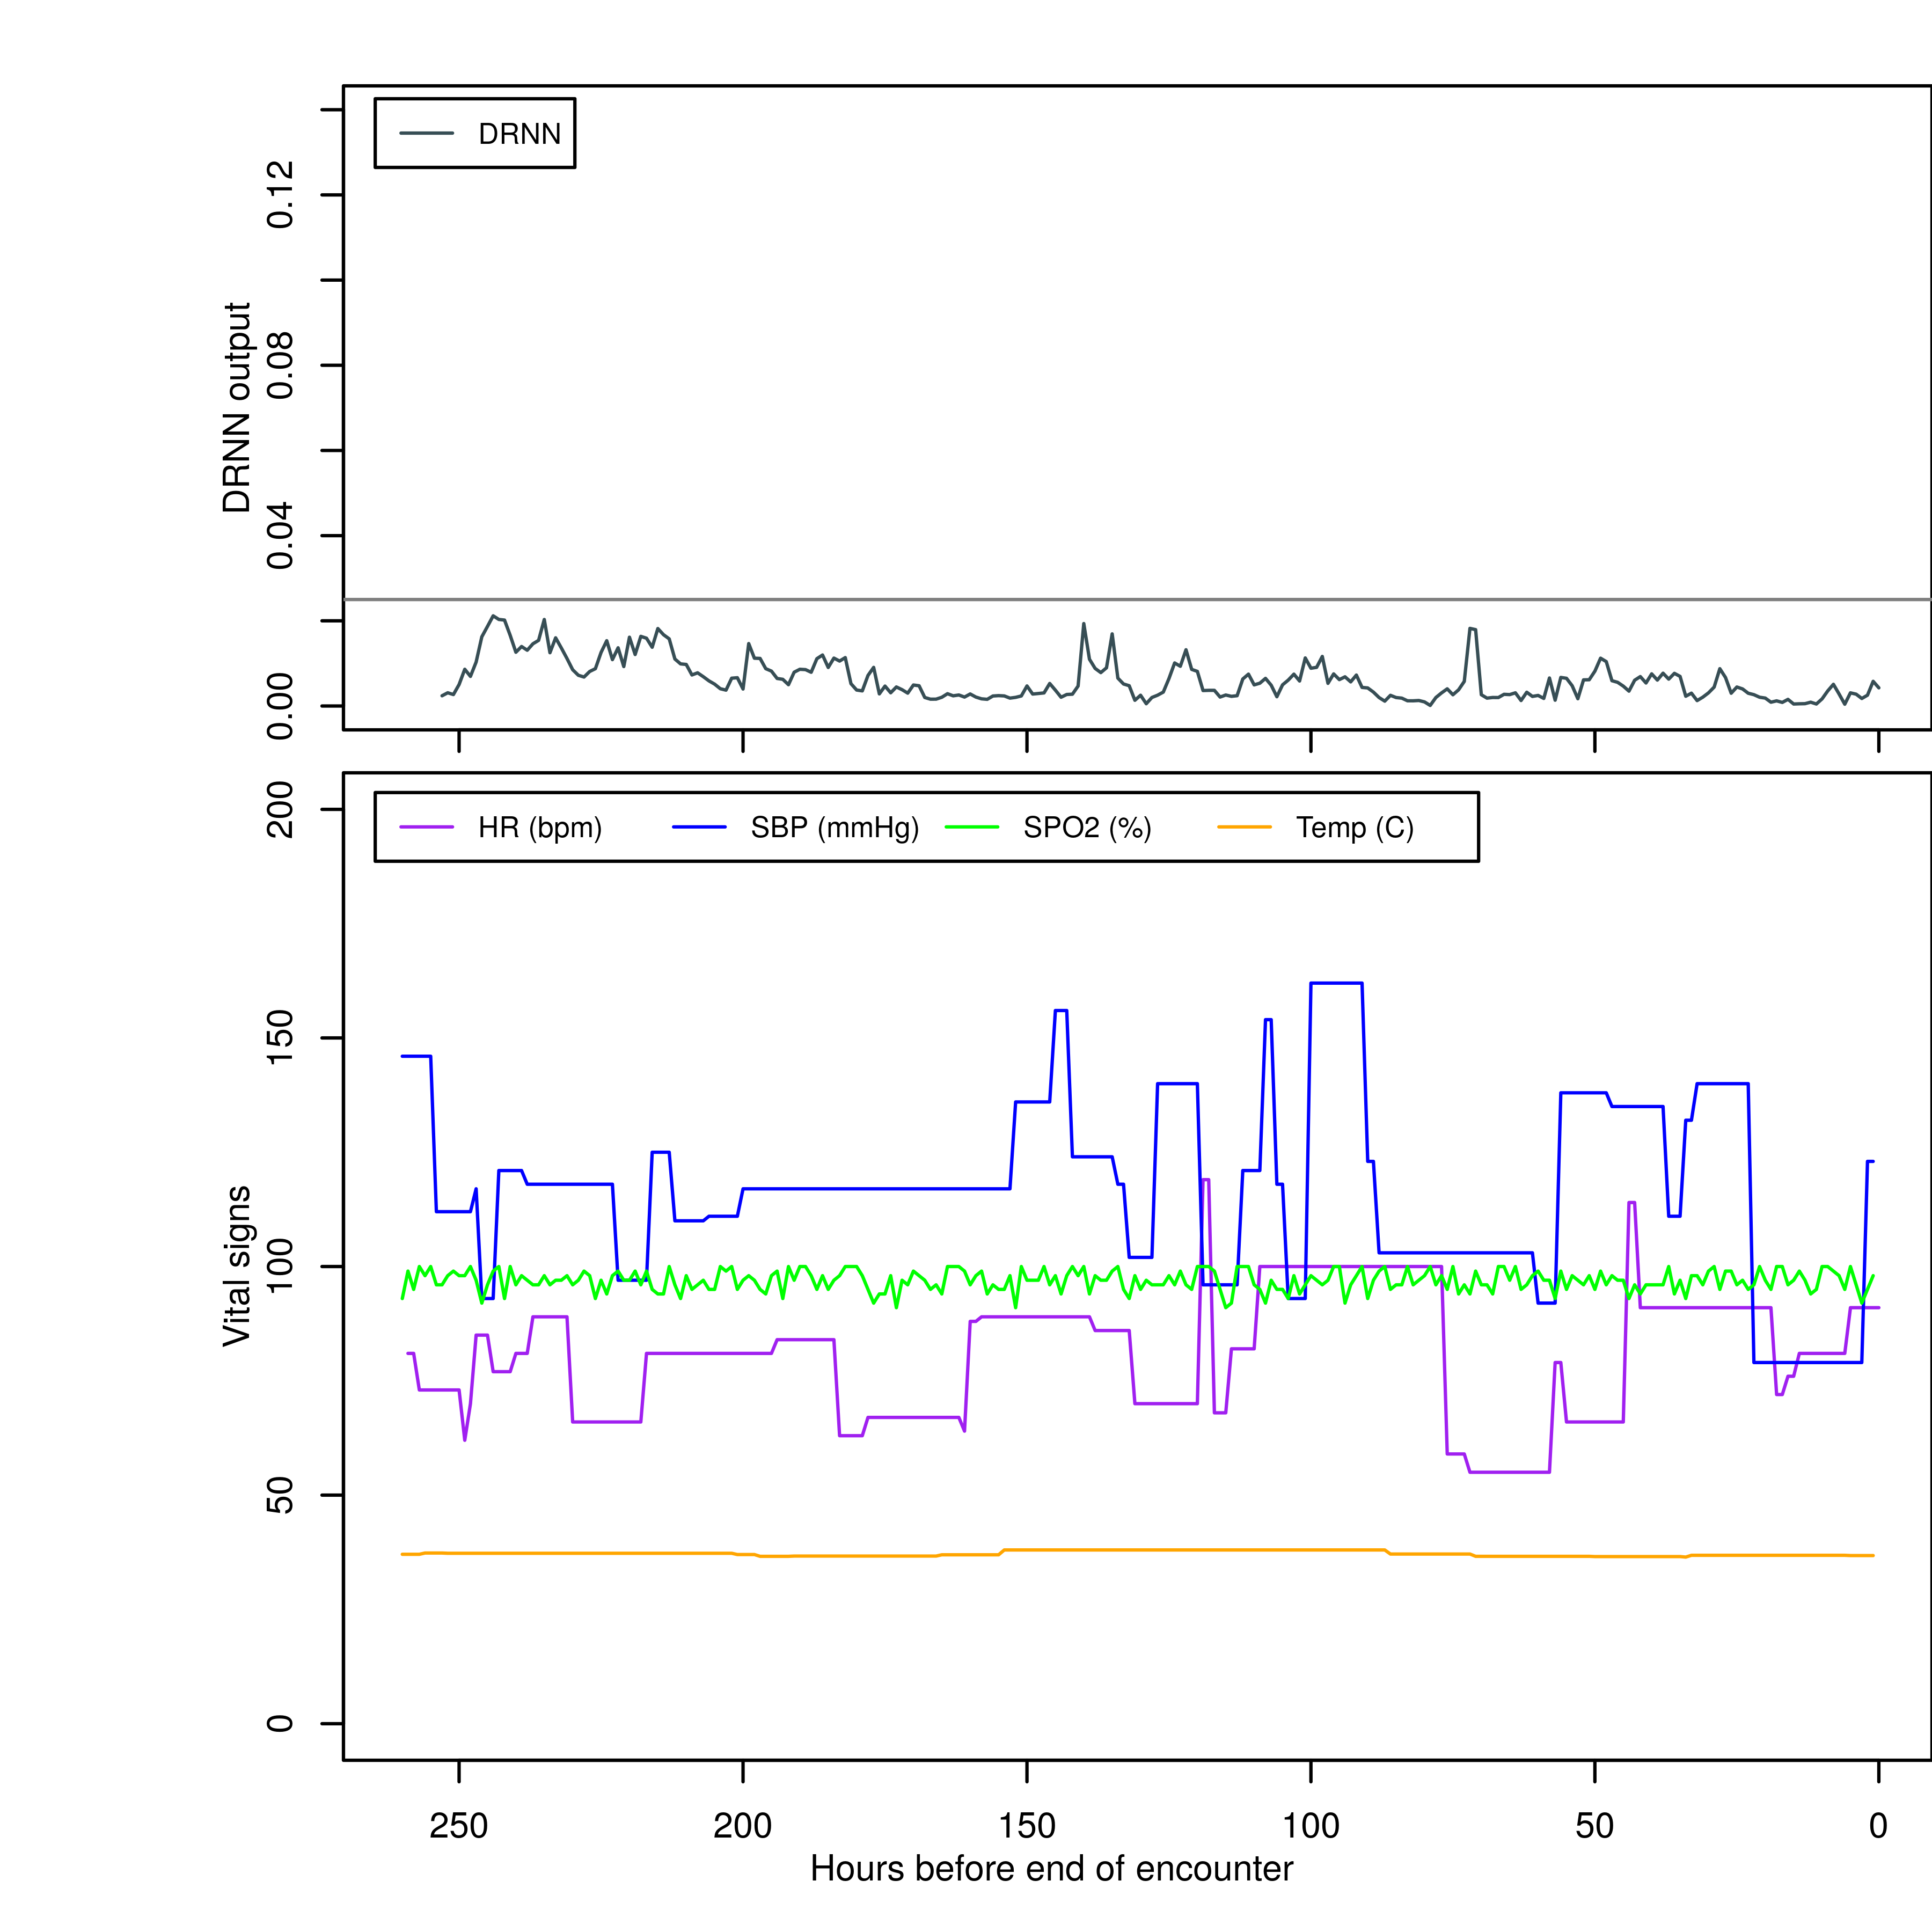 DRNN
DRNN output
0.12
0.08
0.04
0.00
HR (bpm) SBP (mmHg) SPO2 (%) Temp (C)
Vital signs
200
150
100
50
0
250 200 150 100 50 0
Hours before end of encounter